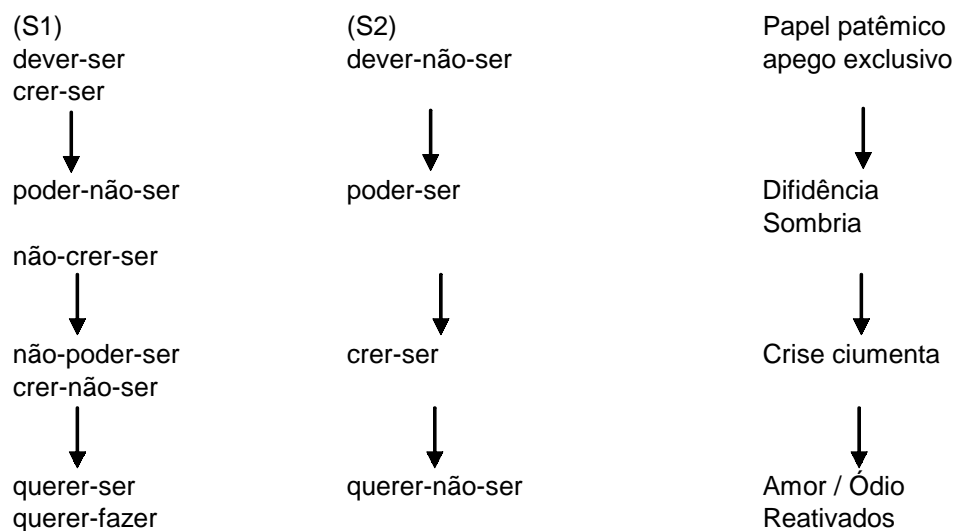 (S1) (S2) Papel patêmico
dever-ser dever-não-ser apego exclusivo
crer-ser
poder-não-ser poder-ser Difidência
Sombria
não-crer-ser
não-poder-ser crer-ser Crise ciumenta
crer-não-ser
querer-ser querer-não-ser Amor / Ódio
querer-fazer Reativados